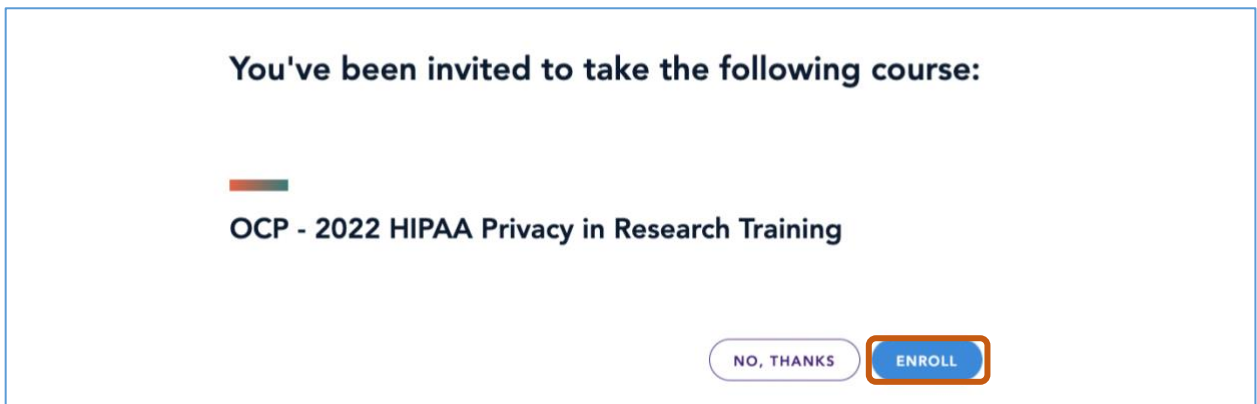 You've been invited to take the following course:
OCP - 2022 HIPAA Privacy in Research Training
NO, THANKS
ENROLL